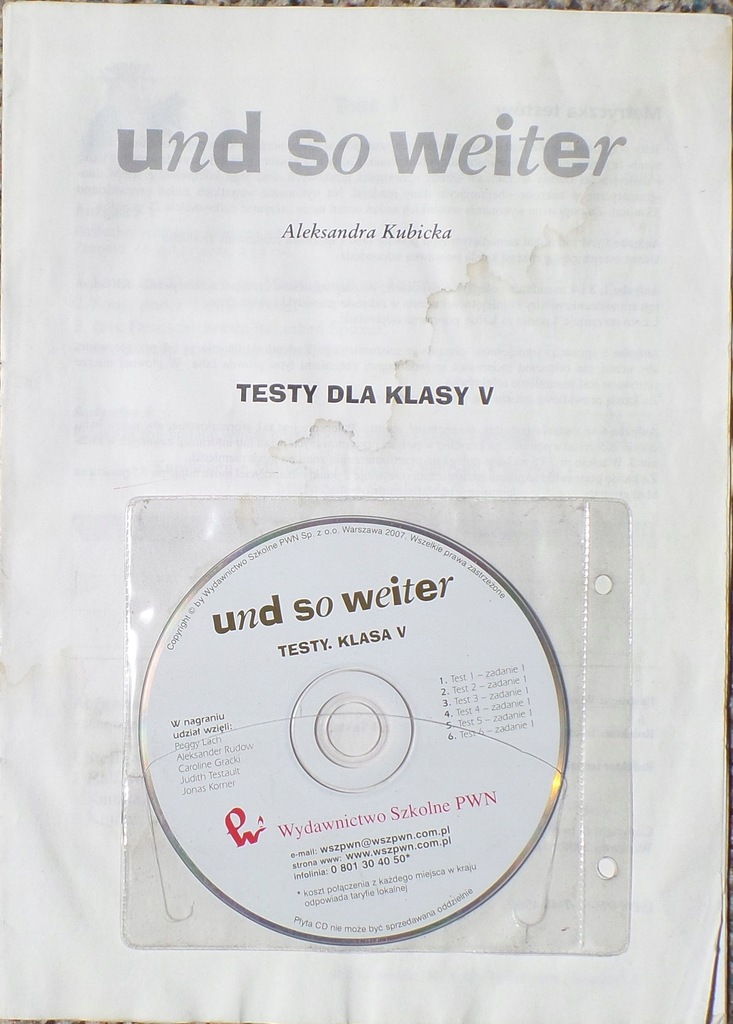 und so weiter
Aleksandra Kubicka
TESTY DLA KLASY V
Copyright © by Wydawnictwo Szkolne PWN Sp. z o.o. Warszawa 2007. Wszelkie prawa zastrzeżone
und so weiter
TESTY. KLASA V
W nagraniu
udział wzięli:
Peggy Lach
Aleksander Rudow
Caroline Gracki
Judith Testault
Jonas Korner
1. Test 1 – zadanie 1
2. Test 2 – zadanie 1
3. Test 3 – zadanie 1
4. Test 4 – zadanie 1
5. Test 5 – zadanie 1
6. Test 6 – zadanie 1
Wydawnictwo Szkolne PWN
e-mail: wszpwn@wszpwn.com.pl
strona www: www.wszpwn.com.pl
infolinia: 0 801 30 40 50*
* koszt połączenia z każdego miejsca w kraju
odpowiada taryfie lokalnej
Płyta CD nie może być sprzedawana oddzielnie